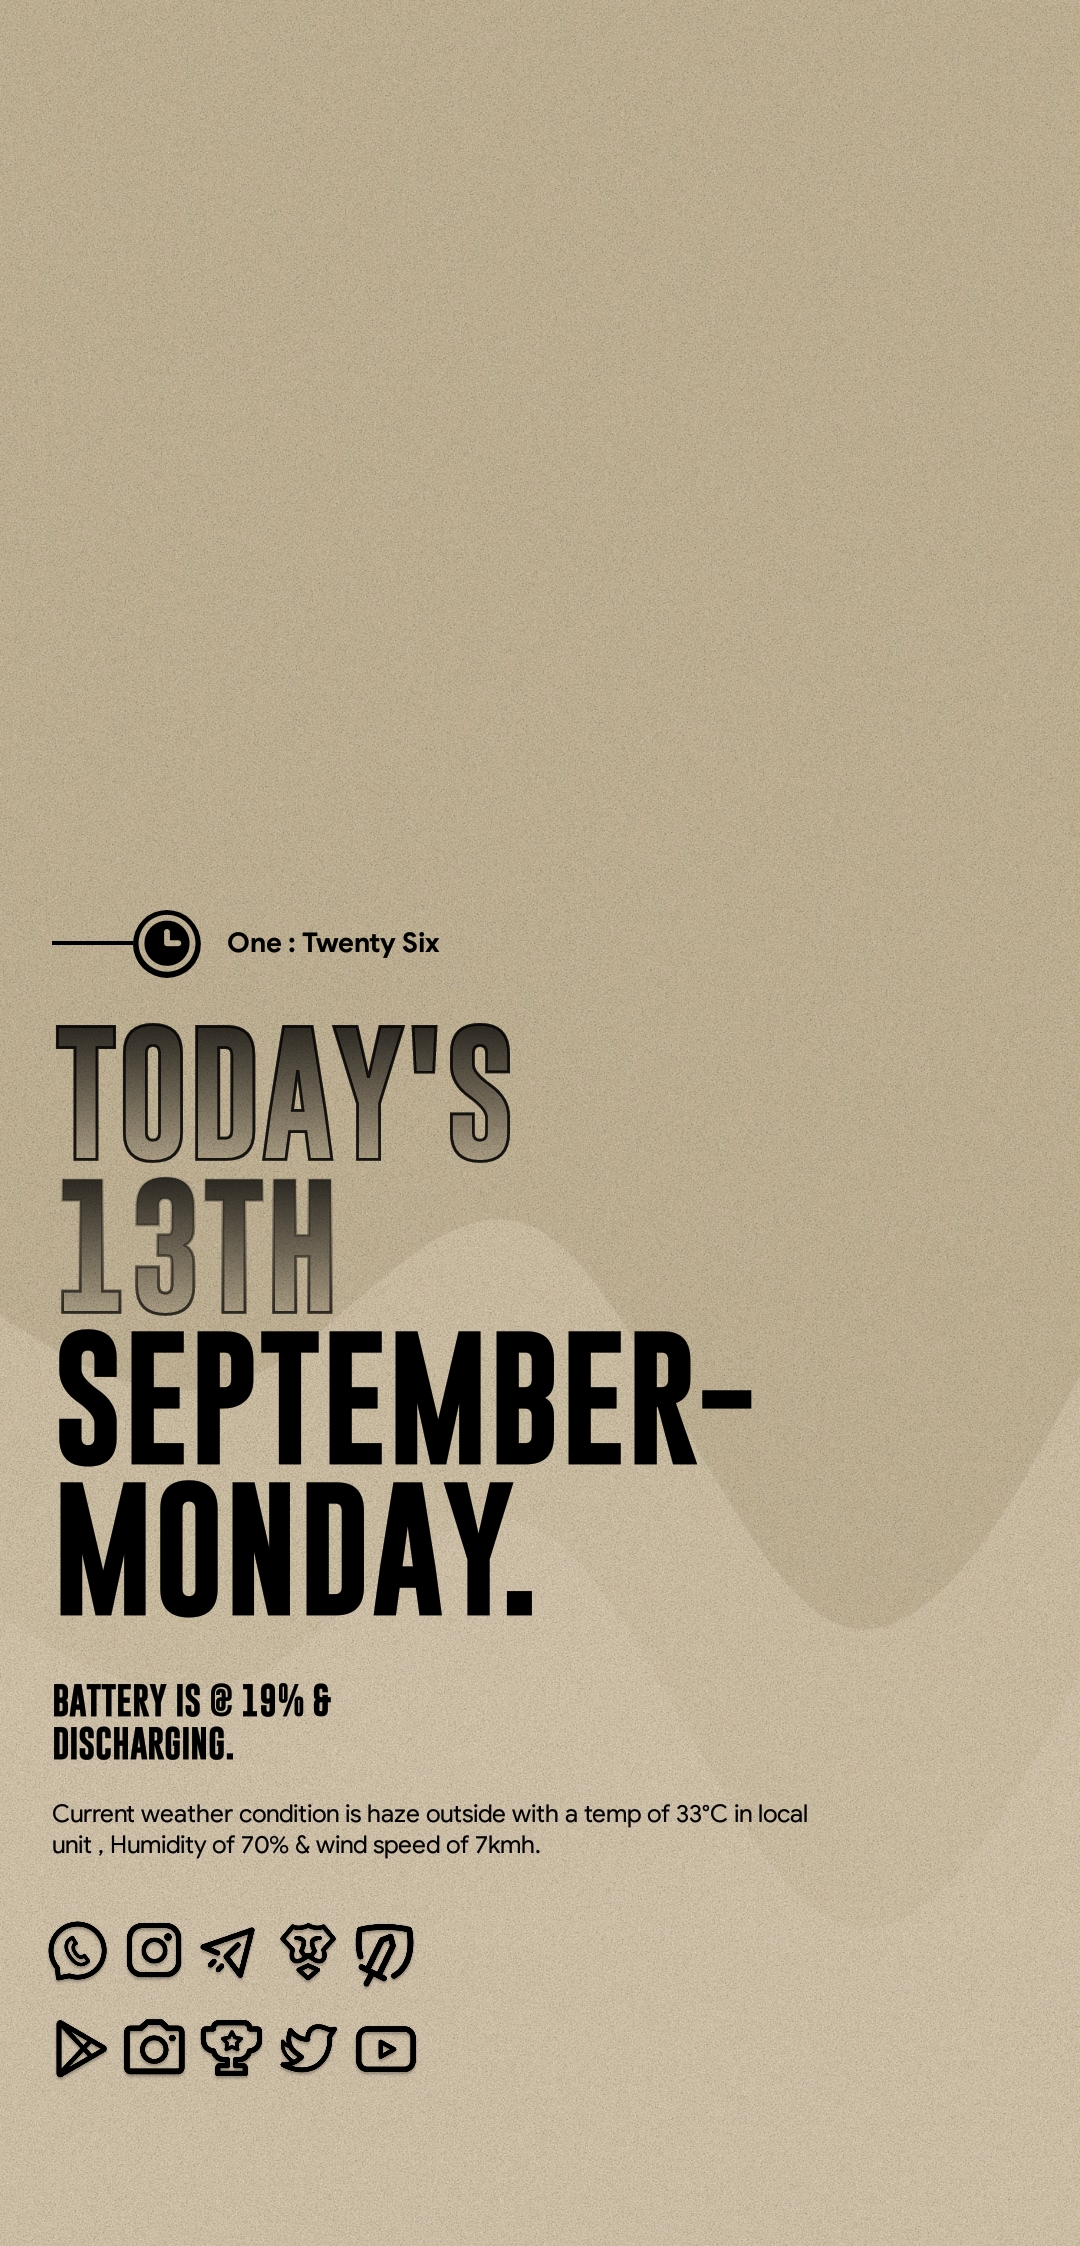 One : Twenty Six
TODAY'S
13TH
SEPTEMBER-
MONDAY.
BATTERY IS @ 19% &
DISCHARGING.
Current weather condition is haze outside with a temp of 33°C in local
unit , Humidity of 70% & wind speed of 7kmh.